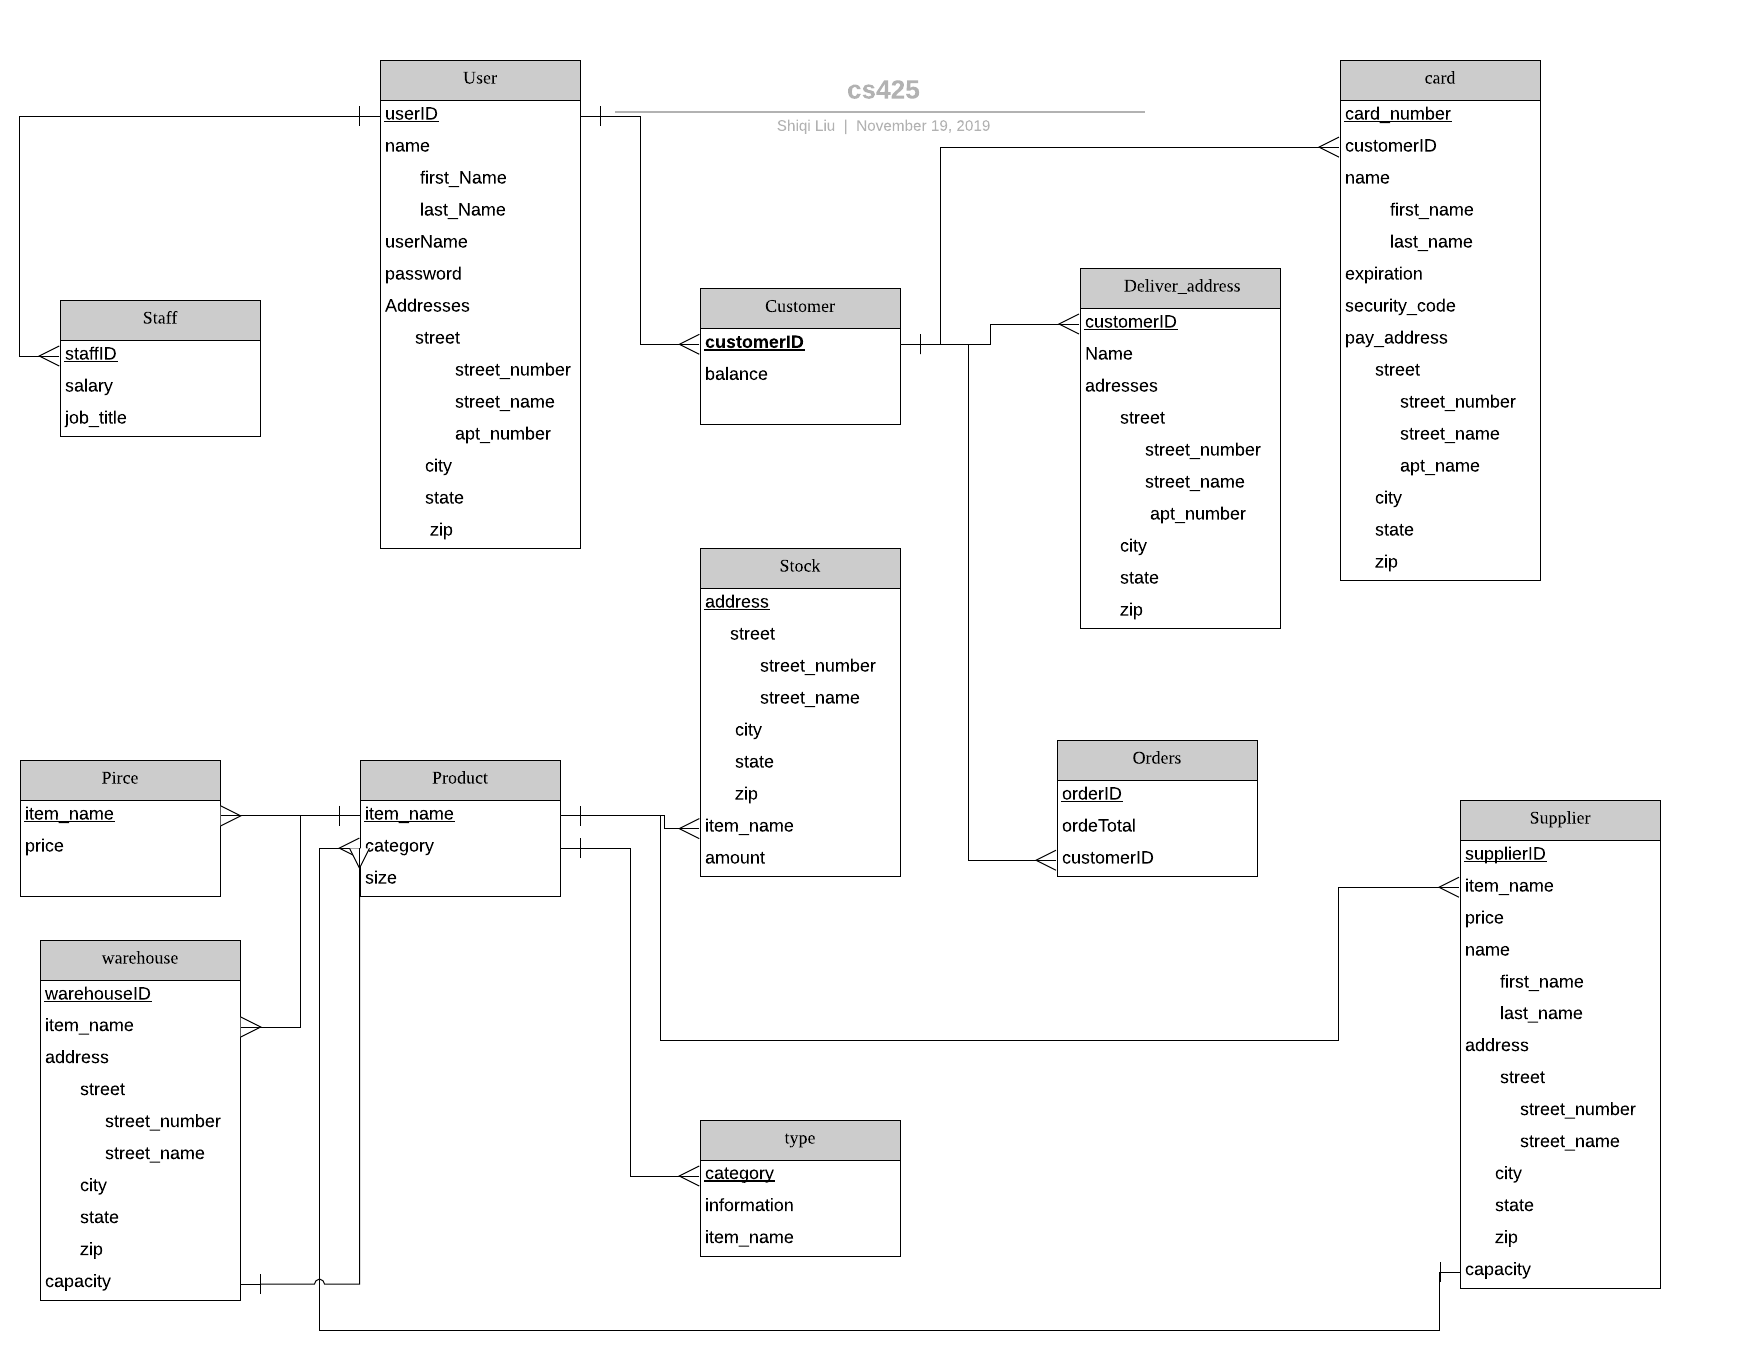 cs425
Shiqi Liu | November 19, 2019
User
userID
name
first_Name
last_Name
userName
password
Addresses
street
street_number
street_name
apt_number
city
state
zip
Staff
staffID
salary
job_title
Customer
customerID
balance
Deliver_address
customerID
Name
adresses
street
street_number
street_name
apt_number
city
state
zip
card
card_number
customerID
name
first_name
last_name
expiration
security_code
pay_address
street
street_number
street_name
apt_name
city
state
zip
Stock
address
street
street_number
street_name
city
state
zip
item_name
amount
Orders
orderID
ordeTotal
customerID
Pirce
item_name
price
Product
item_name
category
size
Supplier
supplierID
item_name
price
name
first_name
last_name
address
street
street_number
street_name
city
state
zip
capacity
warehouse
warehouseID
item_name
address
street
street_number
street_name
city
state
zip
capacity
type
category
information
item_name